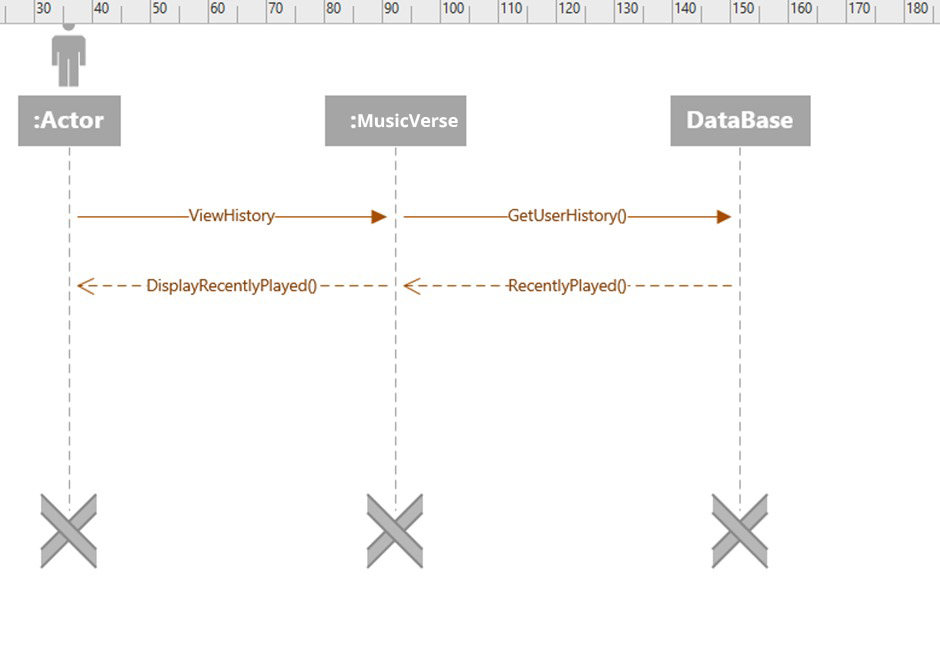 30 40 50 60 70 80 90 100 110 120 130 140 150 160 170 180
:Actor :MusicVerse DataBase
ViewHistory GetUserHistory()
DisplayRecentlyPlayed() RecentlyPlayed()